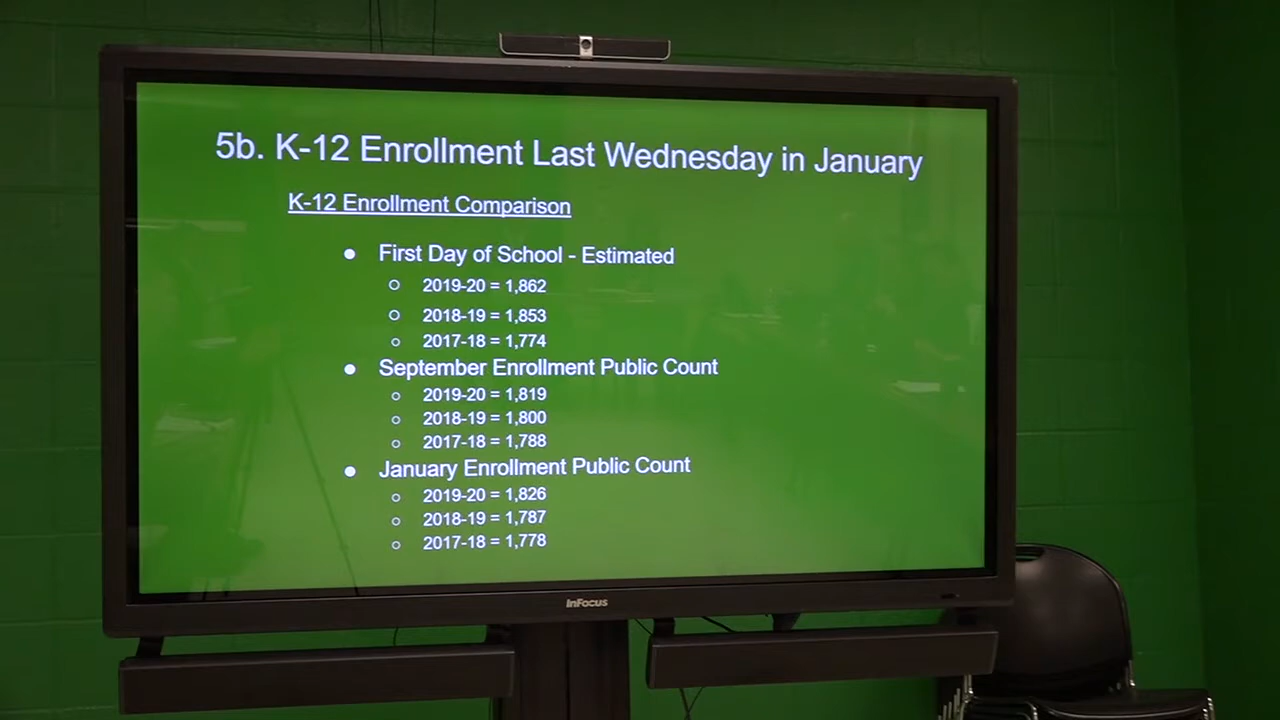 5b. K-12 Enrollment Last Wednesday in January
K-12 Enrollment Comparison
● First Day of School - Estimated
○ 2019-20 = 1,862
○ 2018-19 = 1,853
○ 2017-18 = 1,774
● September Enrollment Public Count
○ 2019-20 = 1,819
○ 2018-19 = 1,800
○ 2017-18 = 1,788
● January Enrollment Public Count
○ 2019-20 = 1,826
○ 2018-19 = 1,787
○ 2017-18 = 1,778
InFocus